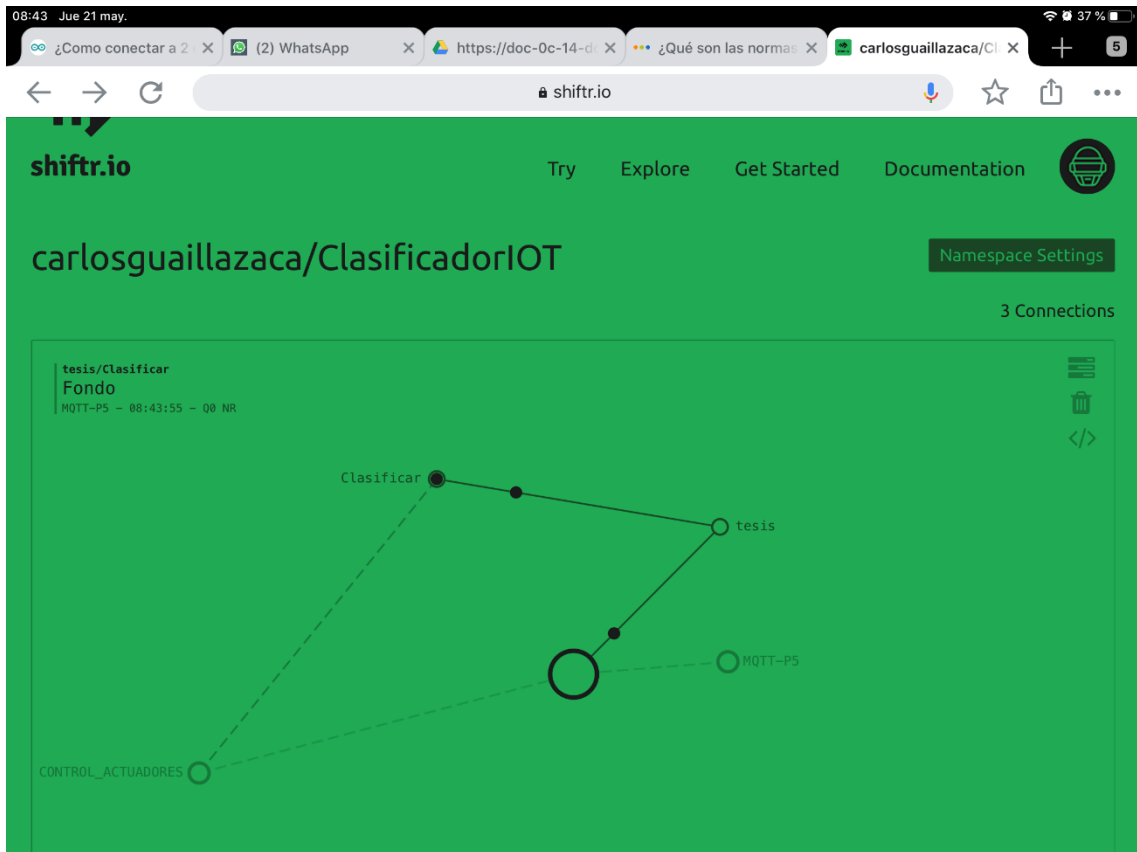 08:43 Jue 21 may.
37 %
¿Como conectar a 2
(2) WhatsApp
https://doc-0c-14-d
¿Qué son las normas
carlosguaillazaca/Cl
5
shiftr.io
shiftr.io
Try
Explore
Get Started
Documentation
carlosguaillazaca/ClasificadorIOT
Namespace Settings
3 Connections
tesis/Clasificar
Fondo
MQTT-P5 – 08:43:55 – Q0 NR
</>
Clasificar
tesis
MQTT-P5
CONTROL_ACTUADORES